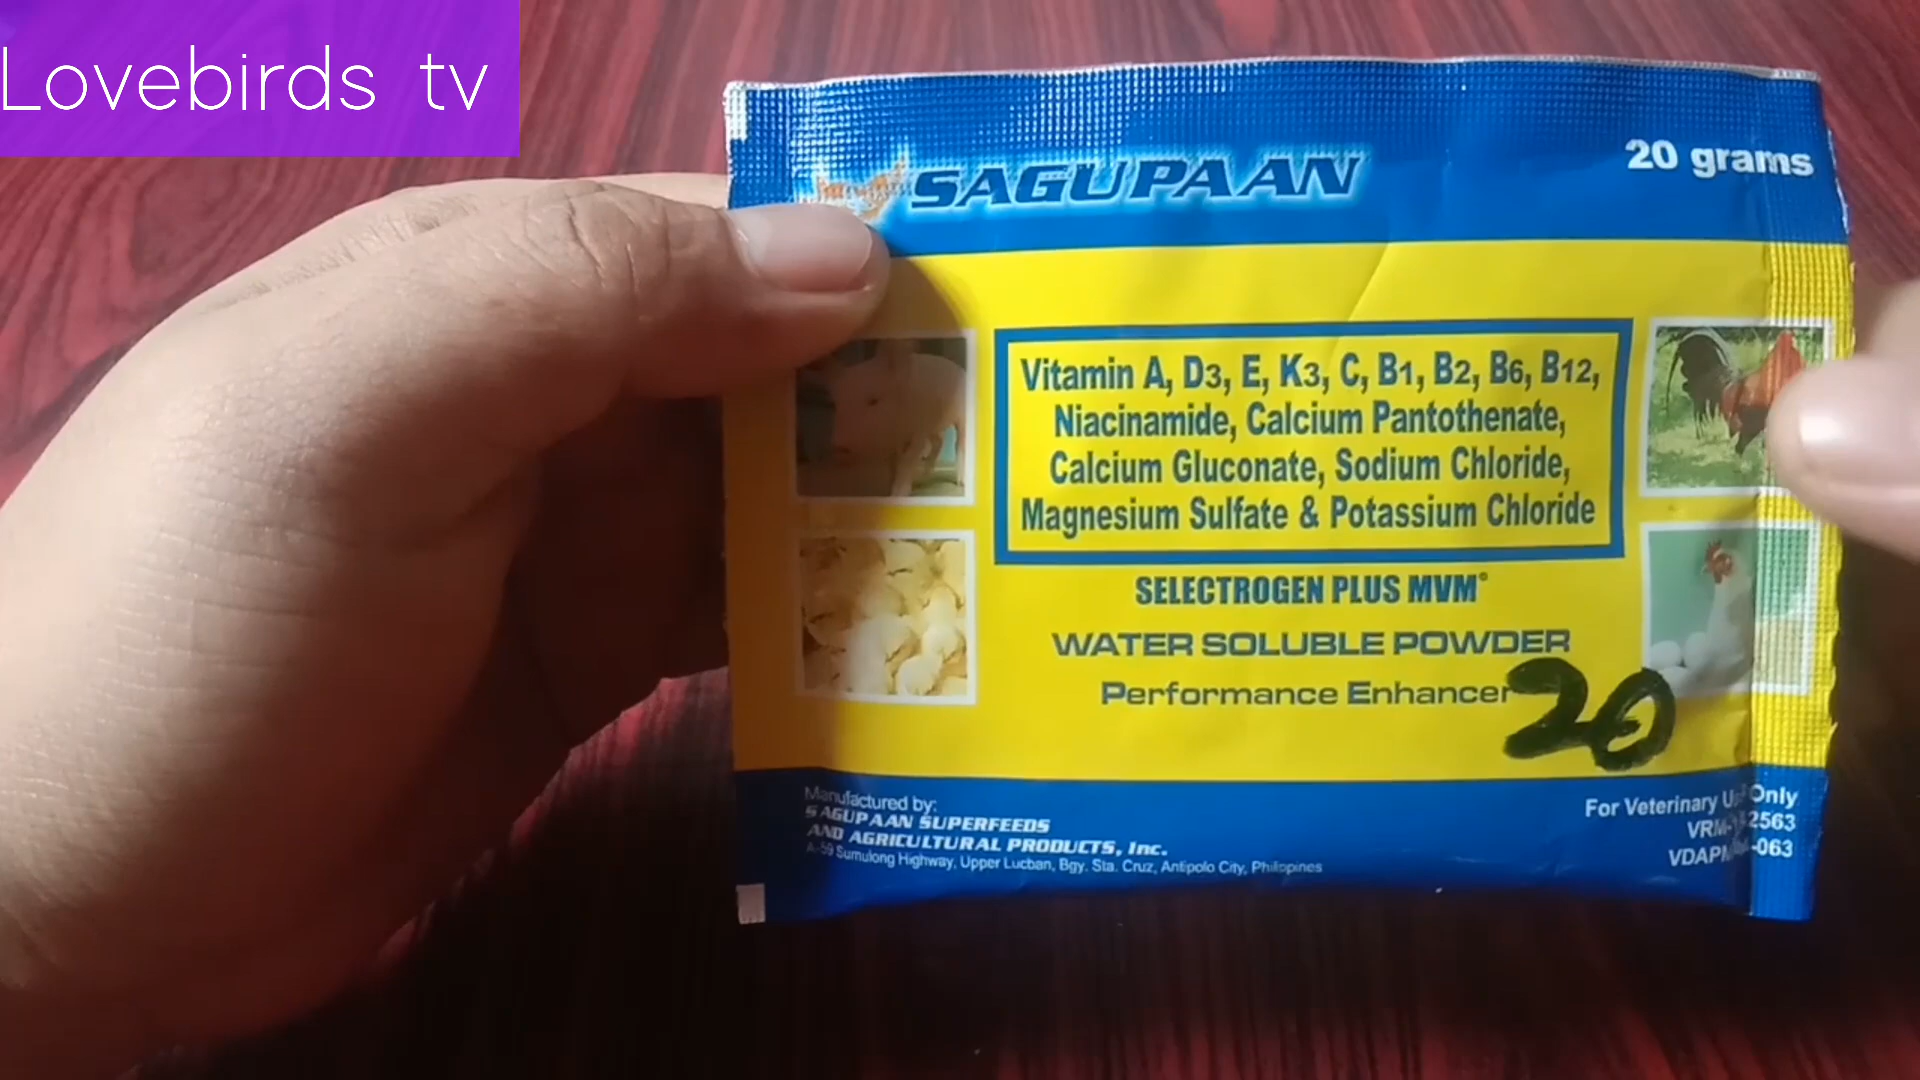 Lovebirds tv
SAGUPAAN
20 grams
Vitamin A, D3, E, K3, C, B1, B2, B6, B12,
Niacinamide, Calcium Pantothenate,
Calcium Gluconate, Sodium Chloride,
Magnesium Sulfate & Potassium Chloride
SELECTROGEN PLUS MVM®
WATER SOLUBLE POWDER
Performance Enhancer
20
Manufactured by:
SAGUPAAN SUPERFEEDS
AND AGRICULTURAL PRODUCTS, Inc.
A-59 Sumulong Highway, Upper Lucban, Bgy. Sta. Cruz, Antipolo City, Philippines
For Veterinary Use Only
2563
-063